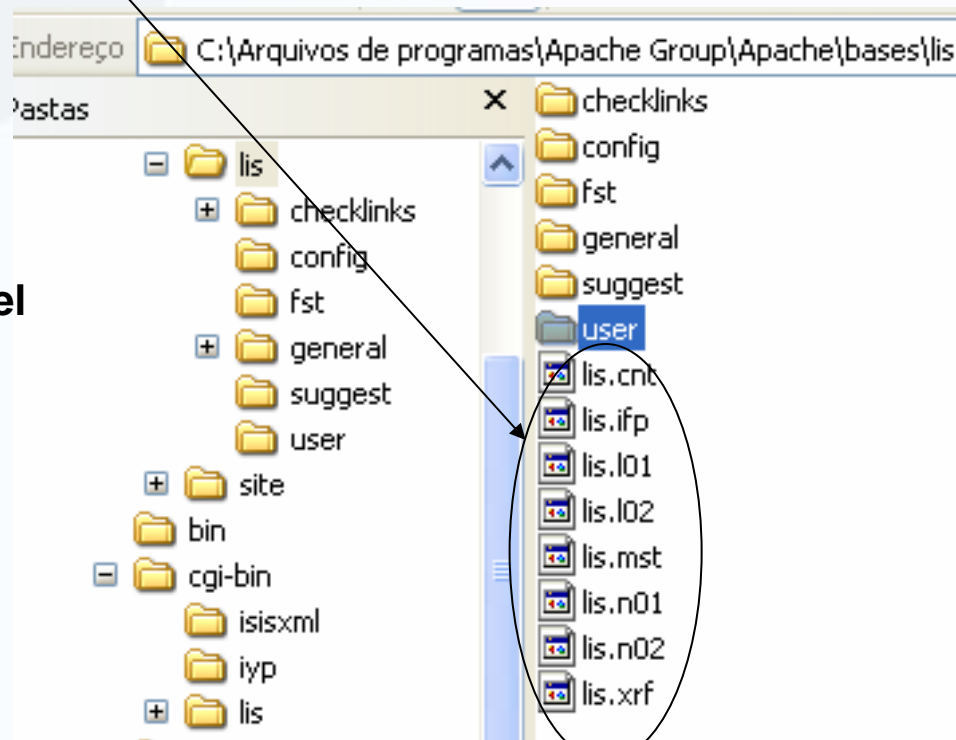 Endereço C:\Arquivos de programas\Apache Group\Apache\bases\lis
Pastas
lis
checklinks
config
fst
general
suggest
user
site
bin
cgi-bin
isisxml
iyp
lis
el
checklinks
config
fst
general
suggest
user
lis.cnt
lis.ifp
lis.l01
lis.l02
lis.mst
lis.n01
lis.n02
lis.xrf